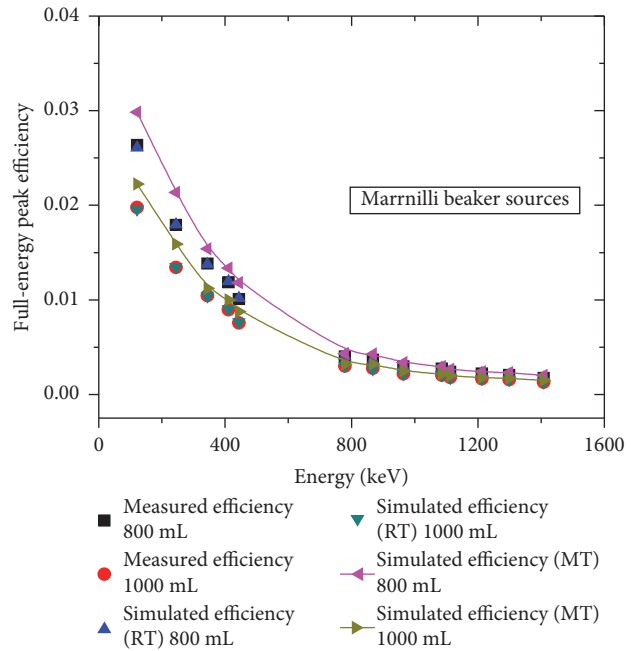 0.04
0.03
0.02
0.01
0.00
Full-energy peak efficiency
Marrnilli beaker sources
0 400 800 1200 1600
Energy (keV)
Measured efficiency
800 mL
Measured efficiency
1000 mL
Simulated efficiency
(RT) 800 mL
Simulated efficiency
(RT) 1000 mL
Simulated efficiency (MT)
800 mL
Simulated efficiency (MT)
1000 mL